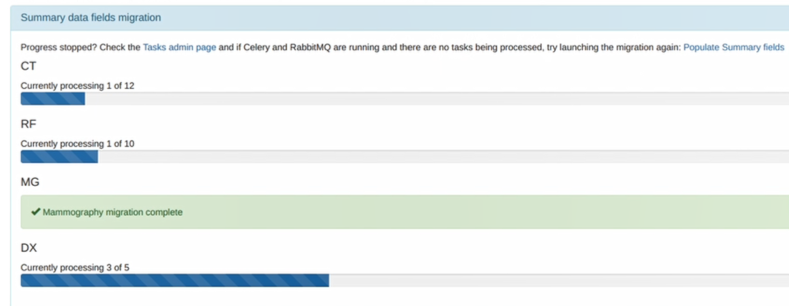 Summary data fields migration
Progress stopped? Check the Tasks admin page and if Celery and RabbitMQ are running and there are no tasks being processed, try launching the migration again: Populate Summary fields
CT
Currently processing 1 of 12
RF
Currently processing 1 of 10
MG
✔ Mammography migration complete
DX
Currently processing 3 of 5